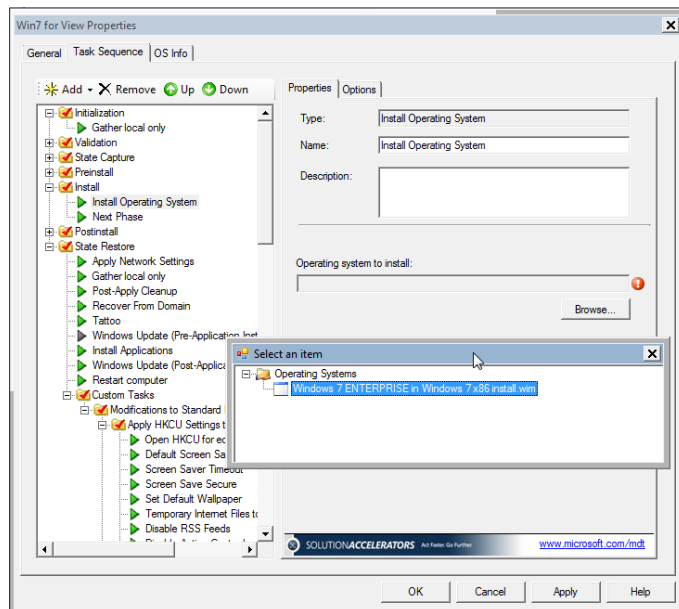 Win7 for View Properties
General Task Sequence OS Info
Add Remove Up Down
Initialization
Gather local only
Validation
State Capture
Preinstall
Install
Install Operating System
Next Phase
Postinstall
State Restore
Apply Network Settings
Gather local only
Post-Apply Cleanup
Recover From Domain
Tattoo
Windows Update (Pre-Application Inst
Install Applications
Windows Update (Post-Applica
Restart computer
Custom Tasks
Modifications to Standard
Apply HKCU Settings t
Open HKCU for ec
Default Screen Sa
Screen Saver Timeout
Screen Save Secure
Set Default Wallpaper
Temporary Internet Files to
Disable RSS Feeds
Properties Options
Type: Install Operating System
Name: Install Operating System
Description:
Operating system to install:
Browse...
Select an item
Operating Systems
Windows 7 ENTERPRISE in Windows 7 x86 install.wim
SOLUTIONACCELERATORS Act Faster. Go Further. www.microsoft.com/mdt
OK Cancel Apply Help